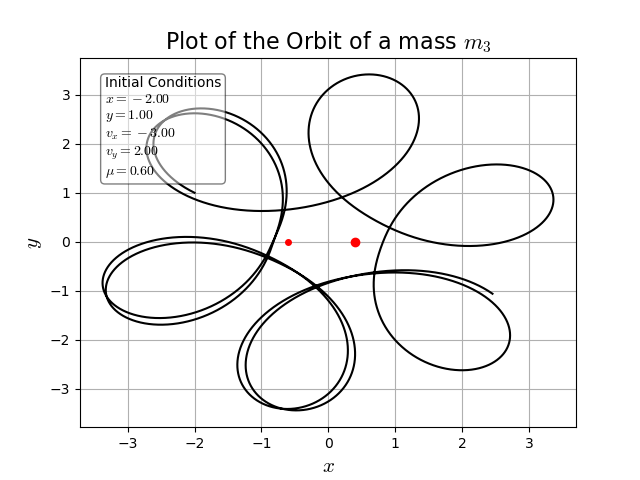 Plot of the Orbit of a mass m₃
Initial Conditions
x = −2.00
y = 1.00
vₓ = −3.00
v_y = 2.00
μ = 0.60
3
2
1
0
−1
−2
−3
y
−3 −2 −1 0 1 2 3
x